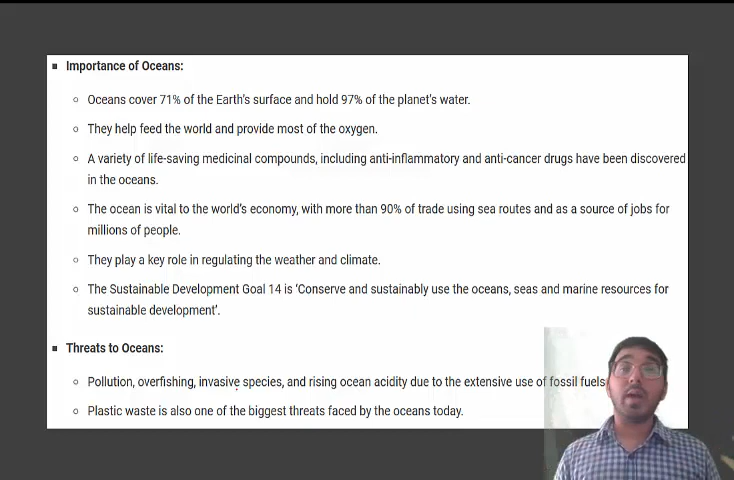 Importance of Oceans:
Oceans cover 71% of the Earth's surface and hold 97% of the planet's water.
They help feed the world and provide most of the oxygen.
A variety of life-saving medicinal compounds, including anti-inflammatory and anti-cancer drugs have been discovered
in the oceans.
The ocean is vital to the world's economy, with more than 90% of trade using sea routes and as a source of jobs for
millions of people.
They play a key role in regulating the weather and climate.
The Sustainable Development Goal 14 is 'Conserve and sustainably use the oceans, seas and marine resources for
sustainable development'.
Threats to Oceans:
Pollution, overfishing, invasive species, and rising ocean acidity due to the extensive use of fossil fuels
Plastic waste is also one of the biggest threats faced by the oceans today.